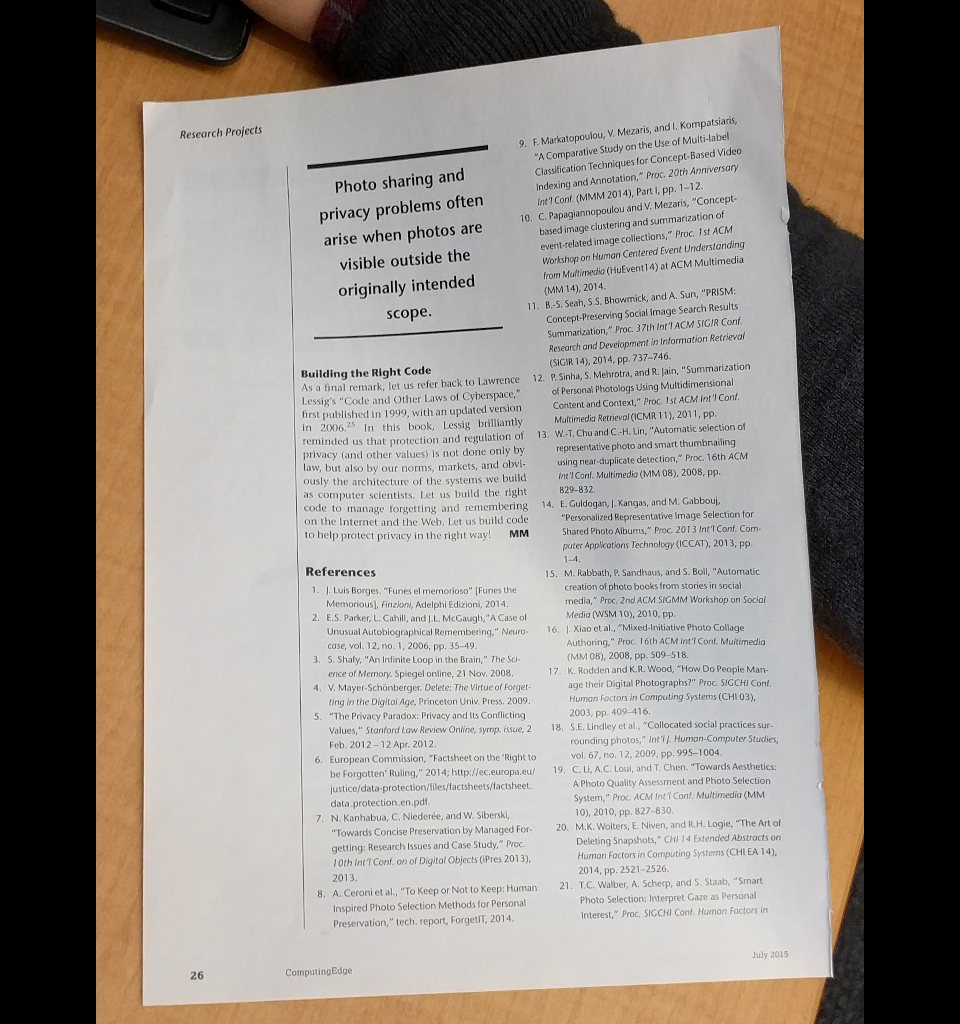 Research Projects
Photo sharing and
privacy problems often
arise when photos are
visible outside the
originally intended
scope.
Building the Right Code
As a final remark, let us refer back to Lawrence
Lessig's "Code and Other Laws of Cyberspace,"
first published in 1999, with an updated version
in 2006.25 In this book, Lessig brilliantly
reminded us that protection and regulation of
privacy (and other values) is not done only by
law, but also by our norms, markets, and obvi-
ously the architecture of the systems we build
as computer scientists. Let us build the right
code to manage forgetting and remembering
on the Internet and the Web. Let us build code
to help protect privacy in the right way! MM
References
1. J. Luis Borges. "Funes el memorioso" [Funes the
Memorious], Finzioni, Adelphi Edizioni, 2014.
2. E.S. Parker, L. Cahill, and J.L. McGaugh,"A Case of
Unusual Autobiographical Remembering," Neuro-
case, vol. 12, no. 1, 2006, pp. 35–49.
3. S. Shaly, "An Infinite Loop in the Brain," The Sci-
ence of Memory. Spiegel online, 21 Nov. 2008.
4. V. Mayer-Schönberger. Delete: The Virtue of Forget-
ting in the Digital Age, Princeton Univ. Press. 2009.
5. "The Privacy Paradox: Privacy and Its Conflicting
Values," Stanford Law Review Online, symp. issue, 2
Feb. 2012 – 12 Apr. 2012.
6. European Commission, "Factsheet on the 'Right to
be Forgotten' Ruling," 2014; http://ec.europa.eu/
justice/data-protection/files/factsheets/factsheet_
data_protection_en.pdf.
7. N. Kanhabua, C. Niederée, and W. Siberski,
"Towards Concise Preservation by Managed For-
getting: Research Issues and Case Study," Proc.
10th Int'l Conf. on of Digital Objects (iPres 2013),
2013.
8. A. Ceroni et al., "To Keep or Not to Keep: Human
Inspired Photo Selection Methods for Personal
Preservation," tech. report, ForgetIT, 2014.
9. F. Markatopoulou, V. Mezaris, and I. Kompatsiaris,
"A Comparative Study on the Use of Multi-label
Classification Techniques for Concept-Based Video
Indexing and Annotation," Proc. 20th Anniversary
Int'l Conf. (MMM 2014), Part I, pp. 1–12.
10. C. Papagiannopoulou and V. Mezaris, "Concept-
based image clustering and summarization of
event-related image collections," Proc. 1st ACM
Workshop on Human Centered Event Understanding
from Multimedia (HuEvent14) at ACM Multimedia
(MM 14), 2014.
11. B.-S. Seah, S.S. Bhowmick, and A. Sun, "PRISM:
Concept-Preserving Social Image Search Results
Summarization," Proc. 37th Int'l ACM SIGIR Conf.
Research and Development in Information Retrieval
(SIGIR 14), 2014, pp. 737–746.
12. P. Sinha, S. Mehrotra, and R. Jain, "Summarization
of Personal Photologs Using Multidimensional
Content and Context," Proc. 1st ACM Int'l Conf.
Multimedia Retrieval (ICMR 11), 2011, pp.
13. W.-T. Chu and C.-H. Lin, "Automatic selection of
representative photo and smart thumbnailing
using near-duplicate detection," Proc. 16th ACM
Int'l Conf. Multimedia (MM 08), 2008, pp.
829–832.
14. E. Guldogan, J. Kangas, and M. Gabbouj,
"Personalized Representative Image Selection for
Shared Photo Albums," Proc. 2013 Int'l Conf. Com-
puter Applications Technology (ICCAT), 2013, pp.
1–4.
15. M. Rabbath, P. Sandhaus, and S. Boll, "Automatic
creation of photo books from stories in social
media," Proc. 2nd ACM SIGMM Workshop on Social
Media (WSM 10), 2010, pp.
16. J. Xiao et al., "Mixed-Initiative Photo Collage
Authoring," Proc. 16th ACM Int'l Conf. Multimedia
(MM 08), 2008, pp. 509–518.
17. K. Rodden and K.R. Wood, "How Do People Man-
age their Digital Photographs?" Proc. SIGCHI Conf.
Human Factors in Computing Systems (CHI 03),
2003, pp. 409–416.
18. S.E. Lindley et al., "Collocated social practices sur-
rounding photos," Int'l J. Human-Computer Studies,
vol. 67, no. 12, 2009, pp. 995–1004.
19. C. Li, A.C. Loui, and T. Chen. "Towards Aesthetics:
A Photo Quality Assessment and Photo Selection
System," Proc. ACM Int'l Conf. Multimedia (MM
10), 2010, pp. 827–830.
20. M.K. Wolters, E. Niven, and R.H. Logie, "The Art of
Deleting Snapshots," CHI 14 Extended Abstracts on
Human Factors in Computing Systems (CHI EA 14),
2014, pp. 2521–2526.
21. T.C. Walber, A. Scherp, and S. Staab, "Smart
Photo Selection: Interpret Gaze as Personal
Interest," Proc. SIGCHI Conf. Human Factors in
26
ComputingEdge
July 2015